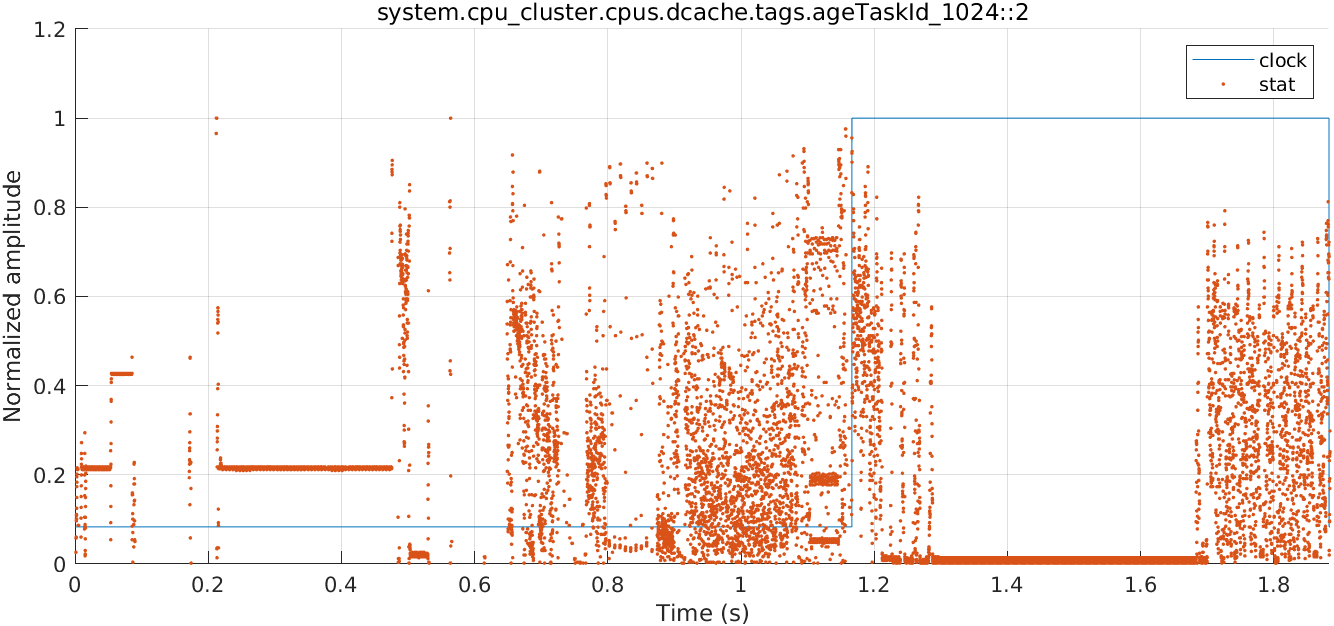 system.cpu_cluster.cpus.dcache.tags.ageTaskId_1024::2
1.2
clock
stat
1
0.8
0.6
0.4
0.2
0
Normalized amplitude
0 0.2 0.4 0.6 0.8 1 1.2 1.4 1.6 1.8
Time (s)